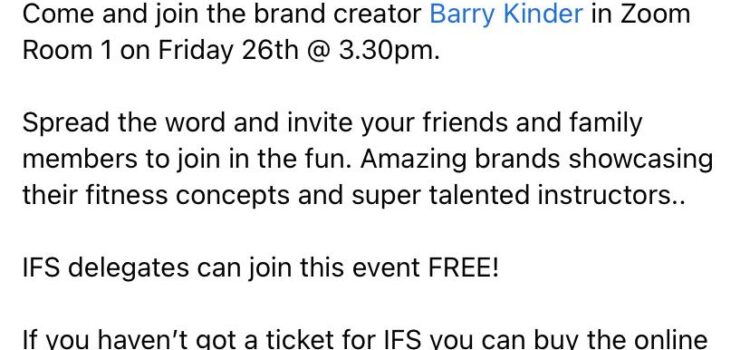 Come and join the brand creator Barry Kinder in Zoom
Room 1 on Friday 26th @ 3.30pm.
Spread the word and invite your friends and family
members to join in the fun. Amazing brands showcasing
their fitness concepts and super talented instructors..
IFS delegates can join this event FREE!
If you haven’t got a ticket for IFS you can buy the online